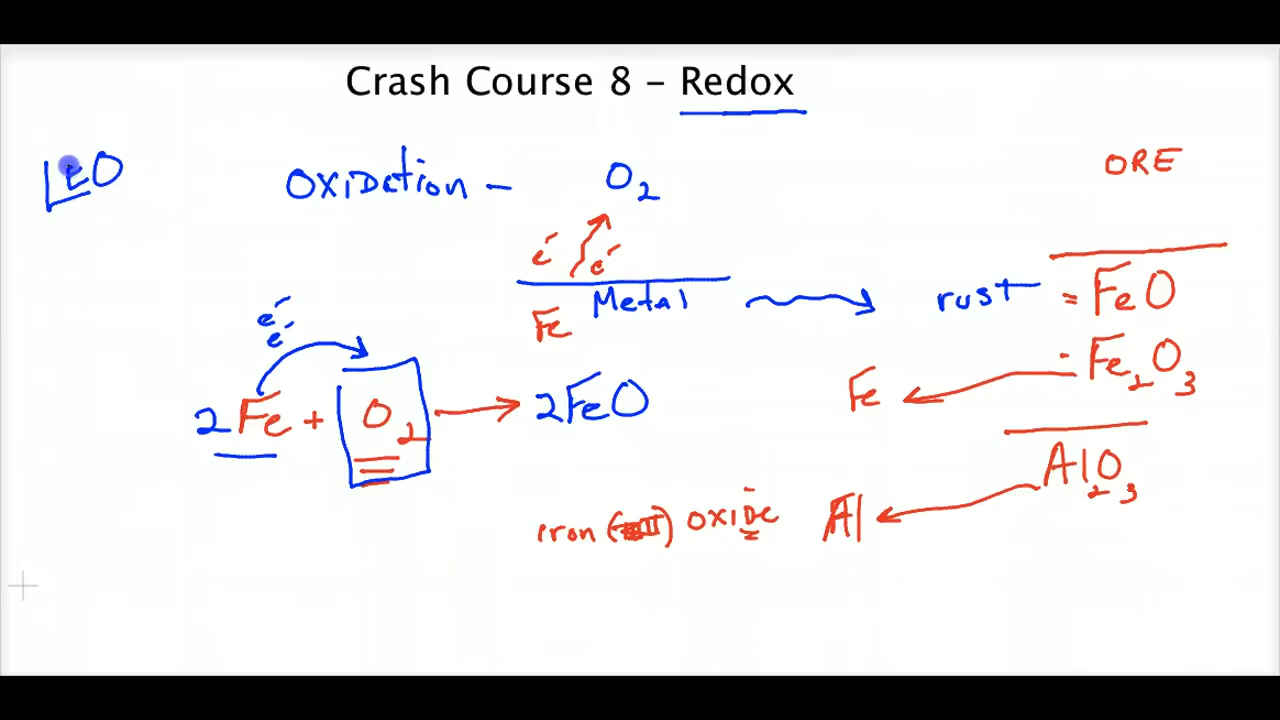 Crash Course 8 – Redox
LEO
OXIDation – O₂
ORE
e⁻ e⁻
Metal
Fe
rust = FeO
e⁻
e⁻
- Fe₂O₃
Fe
2Fe + O₂ → 2FeO
Al₂O₃
Al
iron ( ) oxide